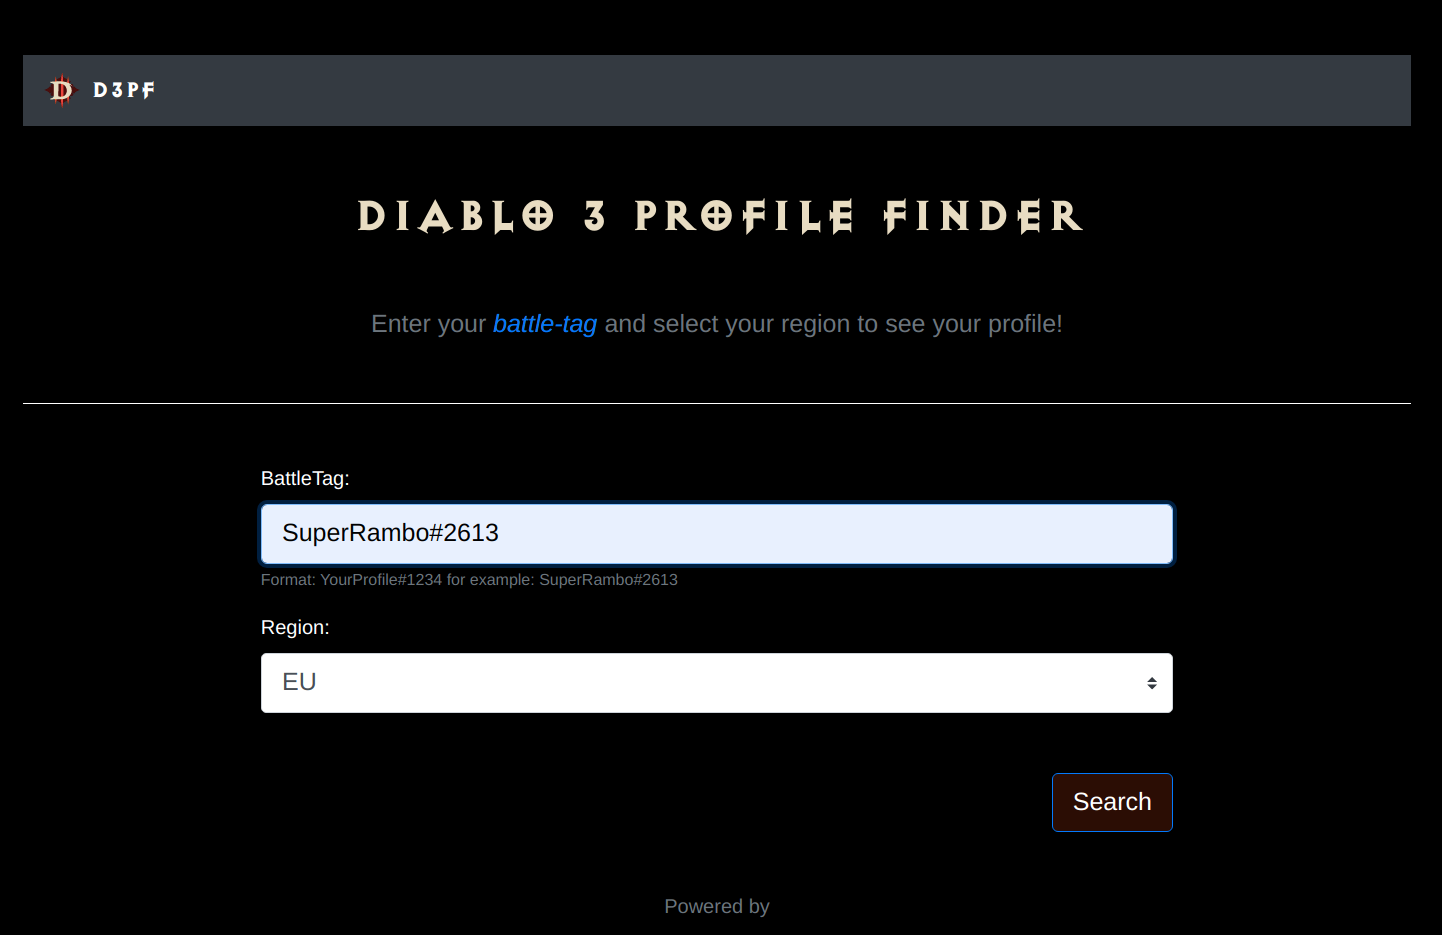 D D3PF
DIABLO 3 PROFILE FINDER
Enter your battle-tag and select your region to see your profile!
BattleTag:
SuperRambo#2613
Format: YourProfile#1234 for example: SuperRambo#2613
Region:
EU
Search
Powered by